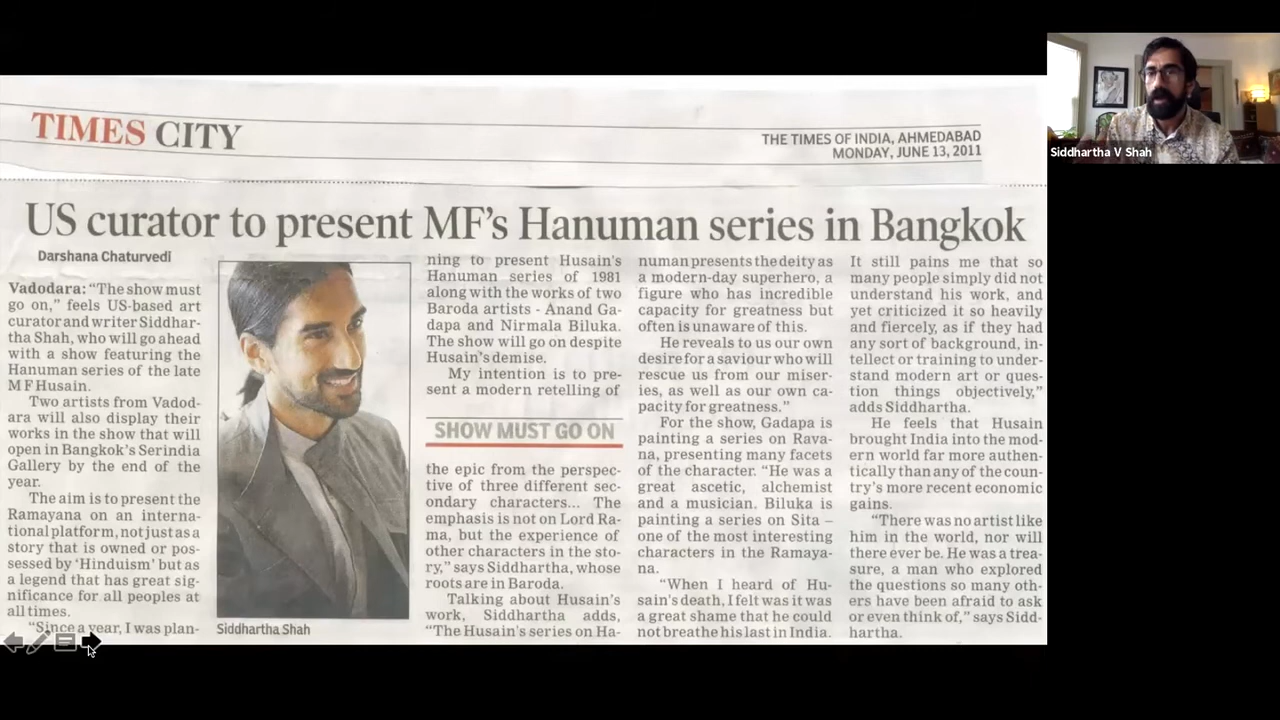 TIMES CITY
THE TIMES OF INDIA, AHMEDABAD
MONDAY, JUNE 13, 2011
US curator to present MF's Hanuman series in Bangkok
Darshana Chaturvedi
Vadodara: "The show must
go on," feels US-based art
curator and writer Siddhar-
tha Shah, who will go ahead
with a show featuring the
Hanuman series of the late
M F Husain.
Two artists from Vadod-
ara will also display their
works in the show that will
open in Bangkok's Serindia
Gallery by the end of the
year.
The aim is to present the
Ramayana on an interna-
tional platform, not just as a
story that is owned or pos-
sessed by 'Hinduism' but as
a legend that has great sig-
nificance for all peoples at
all times.
"Since a year, I was plan-
Siddhartha Shah
ning to present Husain's
Hanuman series of 1981
along with the works of two
Baroda artists - Anand Ga-
dapa and Nirmala Biluka.
The show will go on despite
Husain's demise.
My intention is to pre-
sent a modern retelling of
SHOW MUST GO ON
the epic from the perspec-
tive of three different sec-
ondary characters... The
emphasis is not on Lord Ra-
ma, but the experience of
other characters in the sto-
ry," says Siddhartha, whose
roots are in Baroda.
Talking about Husain's
work, Siddhartha adds,
"The Husain's series on Ha-
numan presents the deity as
a modern-day superhero, a
figure who has incredible
capacity for greatness but
often is unaware of this.
He reveals to us our own
desire for a saviour who will
rescue us from our miser-
ies, as well as our own ca-
pacity for greatness."
For the show, Gadapa is
painting a series on Rava-
na, presenting many facets
of the character. "He was a
great ascetic, alchemist
and a musician. Biluka is
painting a series on Sita –
one of the most interesting
characters in the Ramaya-
na.
"When I heard of Hu-
sain's death, I felt was it was
a great shame that he could
not breathe his last in India.
It still pains me that so
many people simply did not
understand his work, and
yet criticized it so heavily
and fiercely, as if they had
any sort of background, in-
tellect or training to under-
stand modern art or ques-
tion things objectively,"
adds Siddhartha.
He feels that Husain
brought India into the mod-
ern world far more authen-
tically than any of the coun-
try's more recent economic
gains.
"There was no artist like
him in the world, nor will
there ever be. He was a trea-
sure, a man who explored
the questions so many oth-
ers have been afraid to ask
or even think of," says Sidd-
hartha.
Siddhartha V Shah